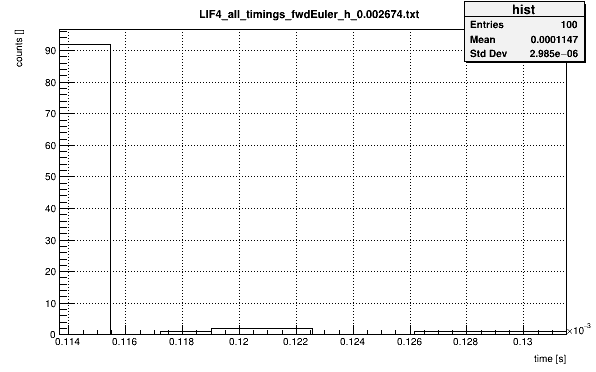 LIF4_all_timings_fwdEuler_h_0.002674.txt
hist
Entries 100
Mean 0.0001147
Std Dev 2.985e−06
counts []
90
80
70
60
50
40
30
20
10
0
0.114 0.116 0.118 0.12 0.122 0.124 0.126 0.128 0.13
×10⁻³
time [s]